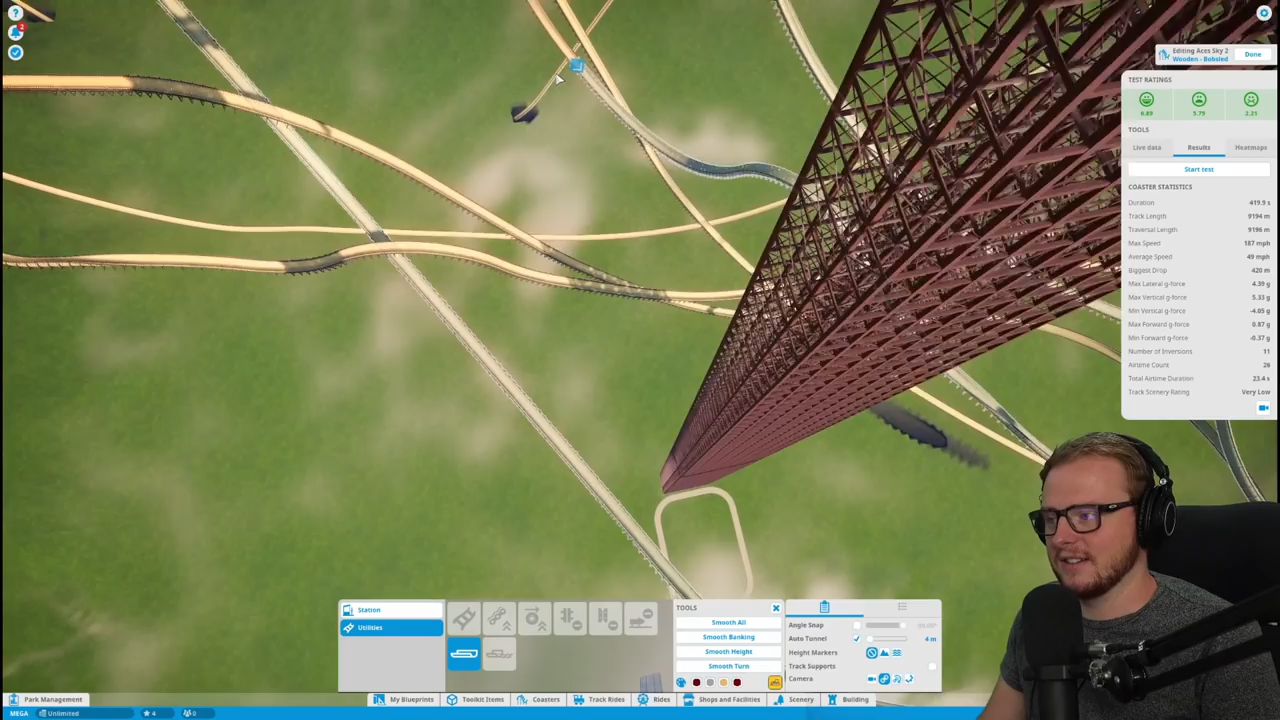 ?
2
Editing Aces Sky 2
Wooden - Bobsled
Done
TEST RATINGS
6.89 5.79 2.21
TOOLS
Live data Results Heatmaps
Start test
COASTER STATISTICS
Duration 419.9 s
Track Length 9194 m
Traversal Length 9196 m
Max Speed 187 mph
Average Speed 49 mph
Biggest Drop 420 m
Max Lateral g-force 4.39 g
Max Vertical g-force 5.33 g
Min Vertical g-force -4.05 g
Max Forward g-force 0.87 g
Min Forward g-force -0.37 g
Number of Inversions 11
Airtime Count 26
Total Airtime Duration 23.4 s
Track Scenery Rating Very Low
Station
Utilities
TOOLS
Smooth All
Smooth Banking
Smooth Height
Smooth Turn
Angle Snap
Auto Tunnel 4 m
Height Markers
Track Supports
Camera
Park Management My Blueprints Toolkit Items Coasters Track Rides Rides Shops and Facilities Scenery Building
MEGA Unlimited 4 0